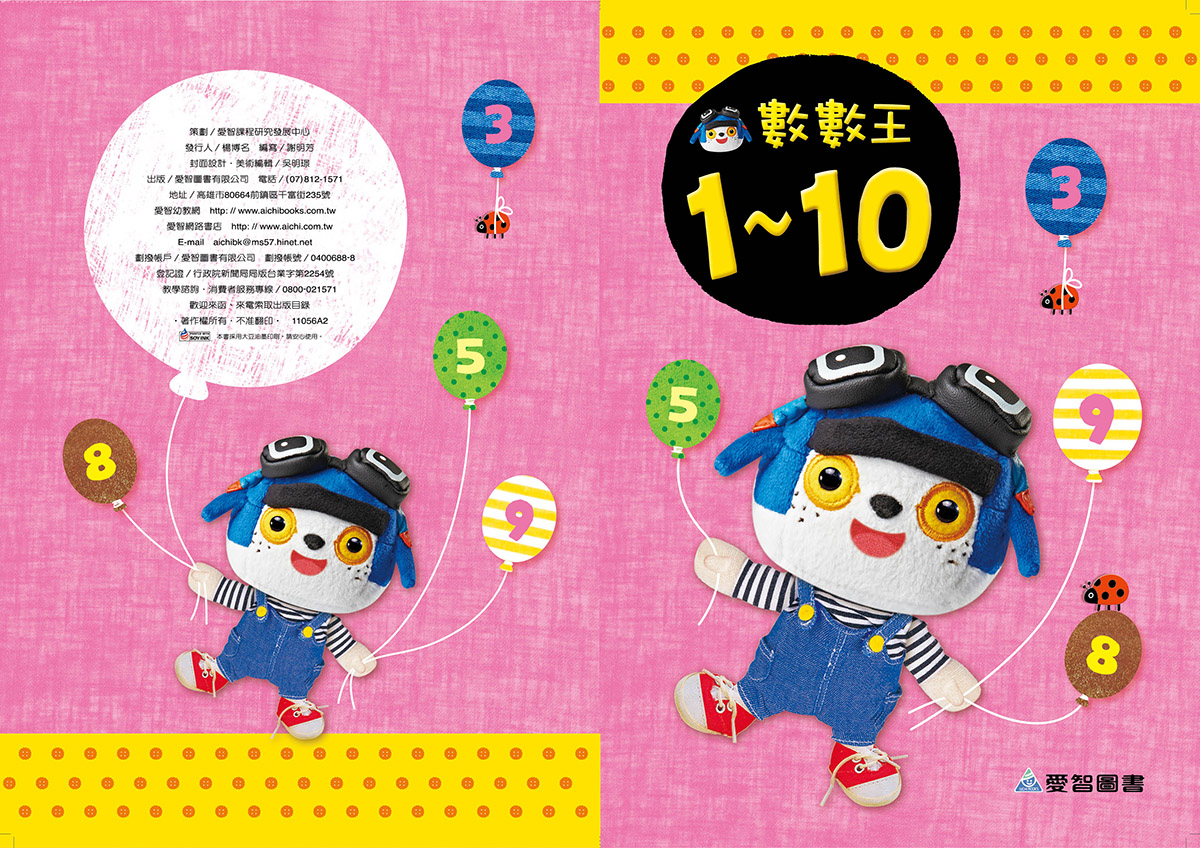 策劃／愛智課程研究發展中心
發行人／楊博名　編寫／謝明芳
封面設計・美術編輯／吳明璟
出版／愛智圖書有限公司　電話／(07)812-1571
地址／高雄市80664前鎮區千富街235號
愛智幼教網　http: // www.aichibooks.com.tw
愛智網路書店　http: // www.aichi.com.tw
E-mail　aichibk@ms57.hinet.net
劃撥帳戶／愛智圖書有限公司　劃撥帳號／0400688-8
登記證／行政院新聞局局版台業字第2254號
教學諮詢、消費者服務專線／0800-021571
歡迎來函、來電索取出版目錄
・著作權所有・不准翻印・　11056A2
PRINTED WITH SOY INK 本書採用大豆油墨印刷，請安心使用。
3
5
8
9
數數王
1~10
3
5
9
8
愛智圖書